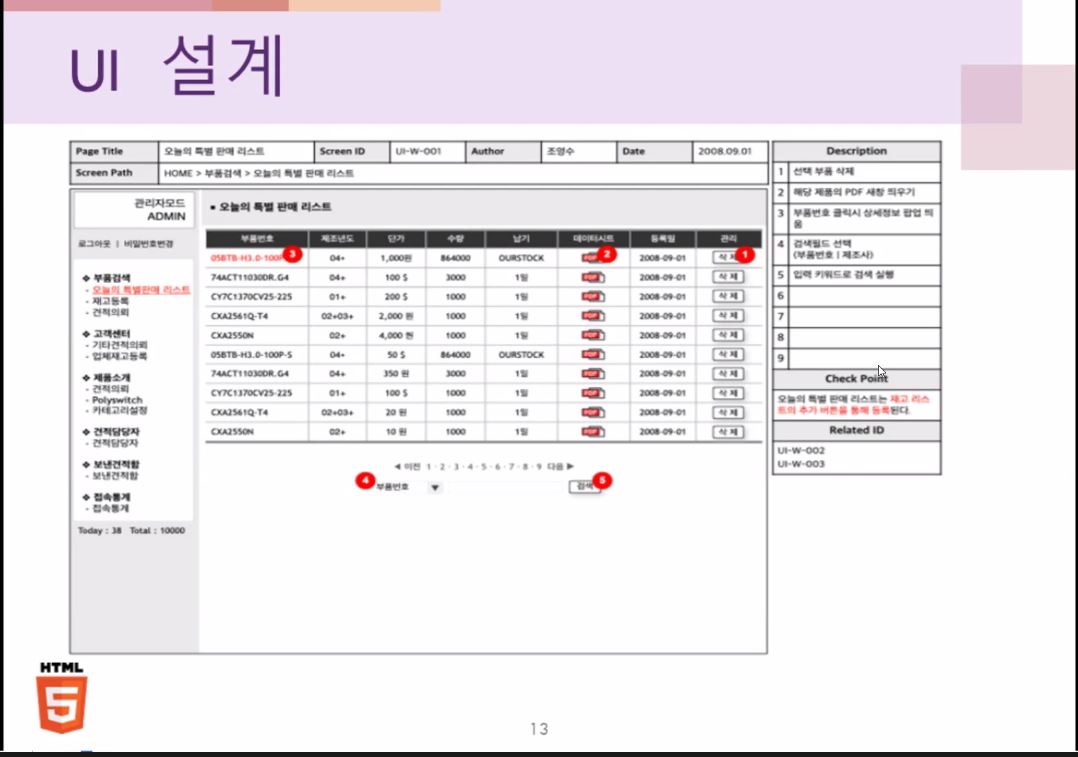 UI 설계
Page Title 오늘의 특별 판매 리스트 Screen ID UI-W-001 Author 조영수 Date 2008.09.01
Screen Path HOME > 부품검색 > 오늘의 특별 판매 리스트
관리자모드
ADMIN
로그아웃 | 비밀번호변경
❖ 부품검색
- 오늘의 특별판매 리스트
- 재고등록
- 견적의뢰
❖ 고객센터
- 기타견적의뢰
- 업체재고등록
❖ 제품소개
- 견적의뢰
- Polyswitch
- 카테고리설정
❖ 견적담당자
- 견적담당자
❖ 보낸견적함
- 보낸견적함
❖ 접속통계
- 접속통계
Today : 38 Total : 10000
▪ 오늘의 특별 판매 리스트
부품번호 제조년도 단가 수량 납기 데이터시트 등록일 관리
05BTB-H3.0-100P 3 04+ 1,000원 864000 OURSTOCK PDF 2 2008-09-01 삭제 1
74ACT11030DR.G4 04+ 100 $ 3000 1일 PDF 2008-09-01 삭제
CY7C1370CV25-225 01+ 200 $ 1000 1일 PDF 2008-09-01 삭제
CXA2561Q-T4 02+03+ 2,000 원 1000 1일 PDF 2008-09-01 삭제
CXA2550N 02+ 4,000 원 1000 1일 PDF 2008-09-01 삭제
05BTB-H3.0-100P-S 04+ 50 $ 864000 OURSTOCK PDF 2008-09-01 삭제
74ACT11030DR.G4 04+ 350 원 3000 1일 PDF 2008-09-01 삭제
CY7C1370CV25-225 01+ 100 $ 1000 1일 PDF 2008-09-01 삭제
CXA2561Q-T4 02+03+ 20 원 1000 1일 PDF 2008-09-01 삭제
CXA2550N 02+ 10 원 1000 1일 PDF 2008-09-01 삭제
◀ 이전 1 · 2 · 3 · 4 · 5 · 6 · 7 · 8 · 9 다음 ▶
4 부품번호 ▼ 검색 5
Description
1 선택 부품 삭제
2 해당 제품의 PDF 새창 띄우기
3 부품번호 클릭시 상세정보 팝업 띄
움
4 검색필드 선택
(부품번호 | 제조사)
5 입력 키워드로 검색 실행
6
7
8
9
Check Point
오늘의 특별 판매 리스트는 재고 리스
트의 추가 버튼을 통해 등록된다.
Related ID
UI-W-002
UI-W-003
HTML
5
13